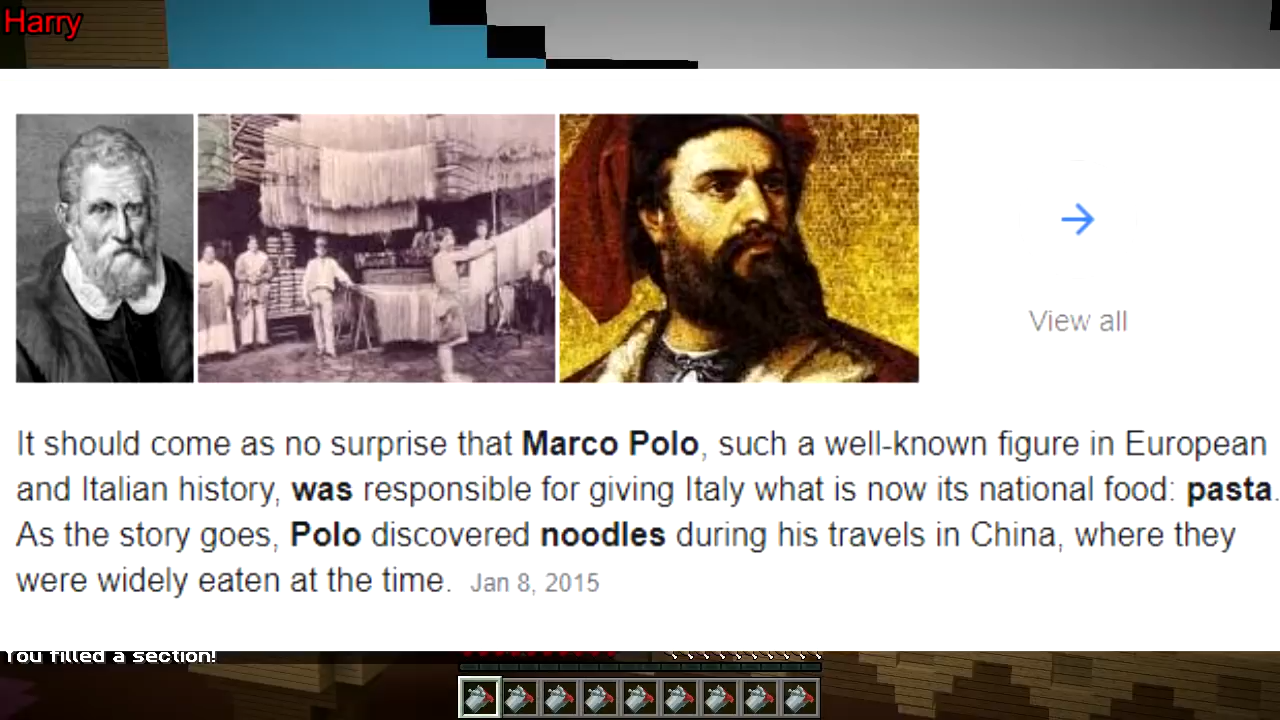 Harry
View all
It should come as no surprise that Marco Polo, such a well-known figure in European
and Italian history, was responsible for giving Italy what is now its national food: pasta.
As the story goes, Polo discovered noodles during his travels in China, where they
were widely eaten at the time. Jan 8, 2015
You filled a section!